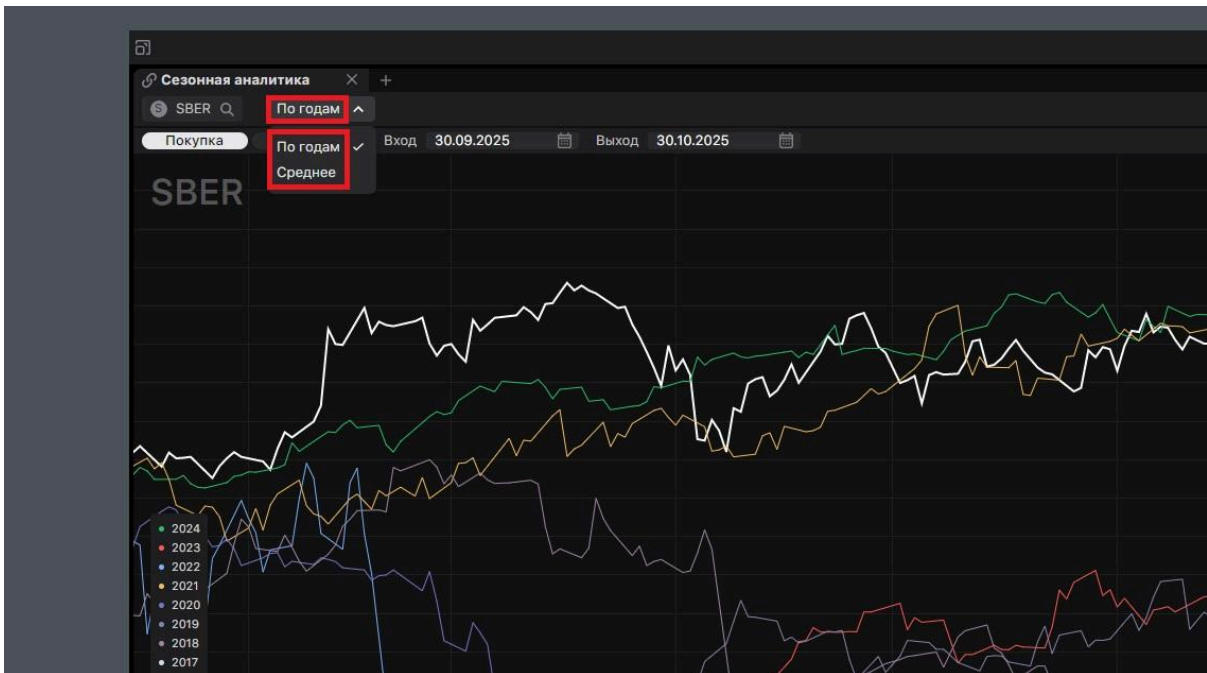 Сезонная аналитика
S SBER По годам
Покупка Вход 30.09.2025 Выход 30.10.2025
По годам
Среднее
SBER
2024
2023
2022
2021
2020
2019
2018
2017